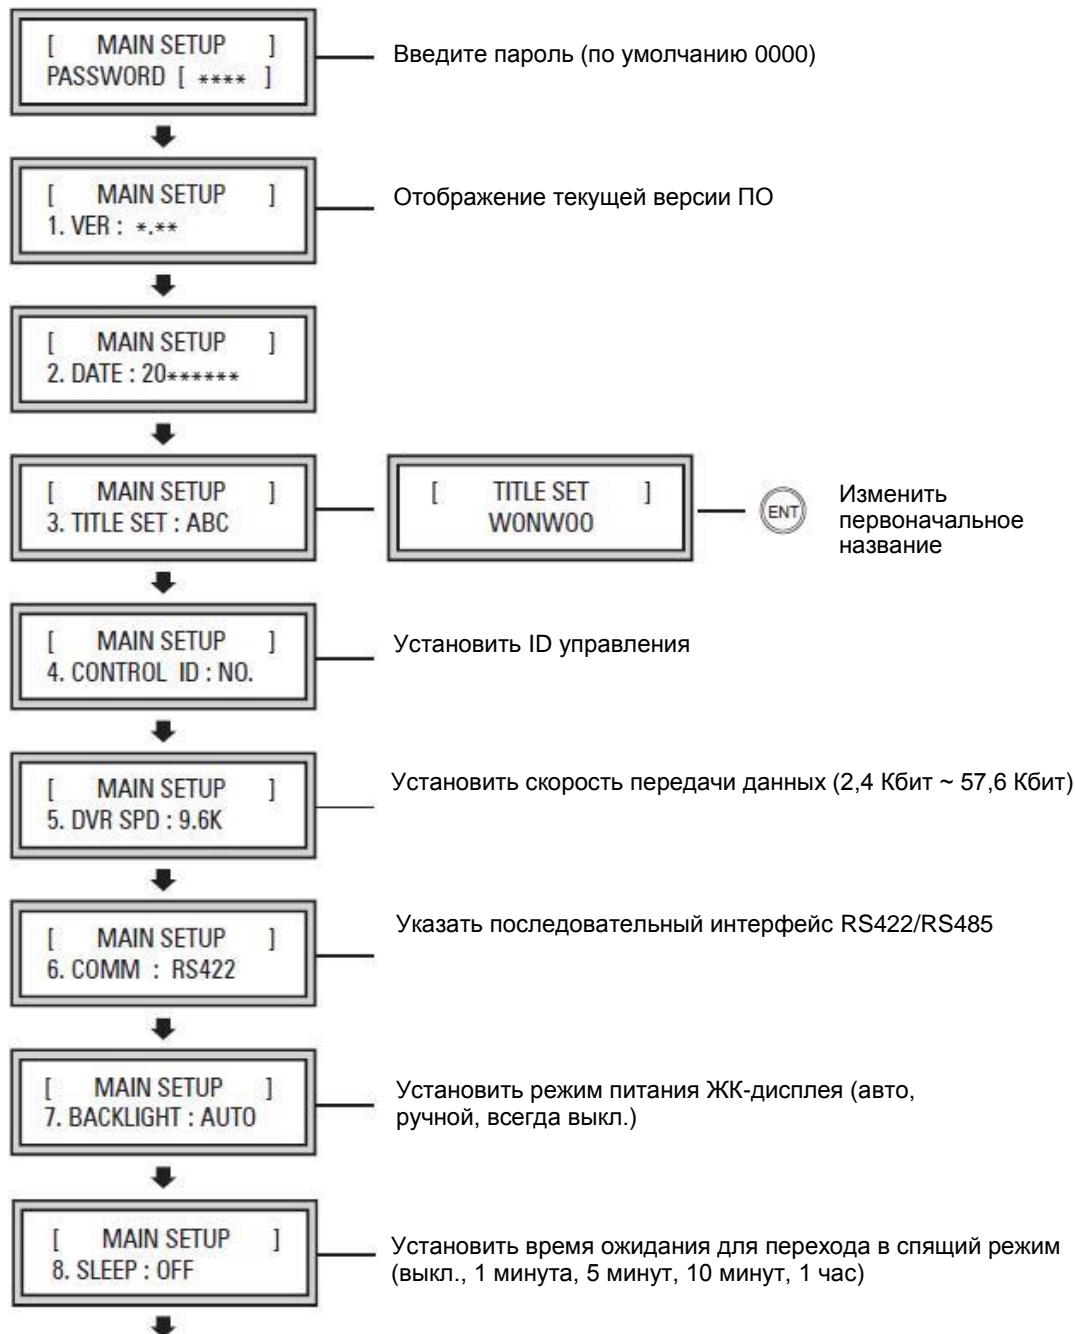 [ MAIN SETUP ]
PASSWORD [ **** ]
Введите пароль (по умолчанию 0000)
[ MAIN SETUP ]
1. VER : *.**
Отображение текущей версии ПО
[ MAIN SETUP ]
2. DATE : 20******
[ MAIN SETUP ]
3. TITLE SET : ABC
[ TITLE SET ]
WONWOO
ENT
Изменить
первоначальное
название
[ MAIN SETUP ]
4. CONTROL ID : NO.
Установить ID управления
[ MAIN SETUP ]
5. DVR SPD : 9.6K
Установить скорость передачи данных (2,4 Кбит ~ 57,6 Кбит)
[ MAIN SETUP ]
6. COMM : RS422
Указать последовательный интерфейс RS422/RS485
[ MAIN SETUP ]
7. BACKLIGHT : AUTO
Установить режим питания ЖК-дисплея (авто,
ручной, всегда выкл.)
[ MAIN SETUP ]
8. SLEEP : OFF
Установить время ожидания для перехода в спящий режим
(выкл., 1 минута, 5 минут, 10 минут, 1 час)